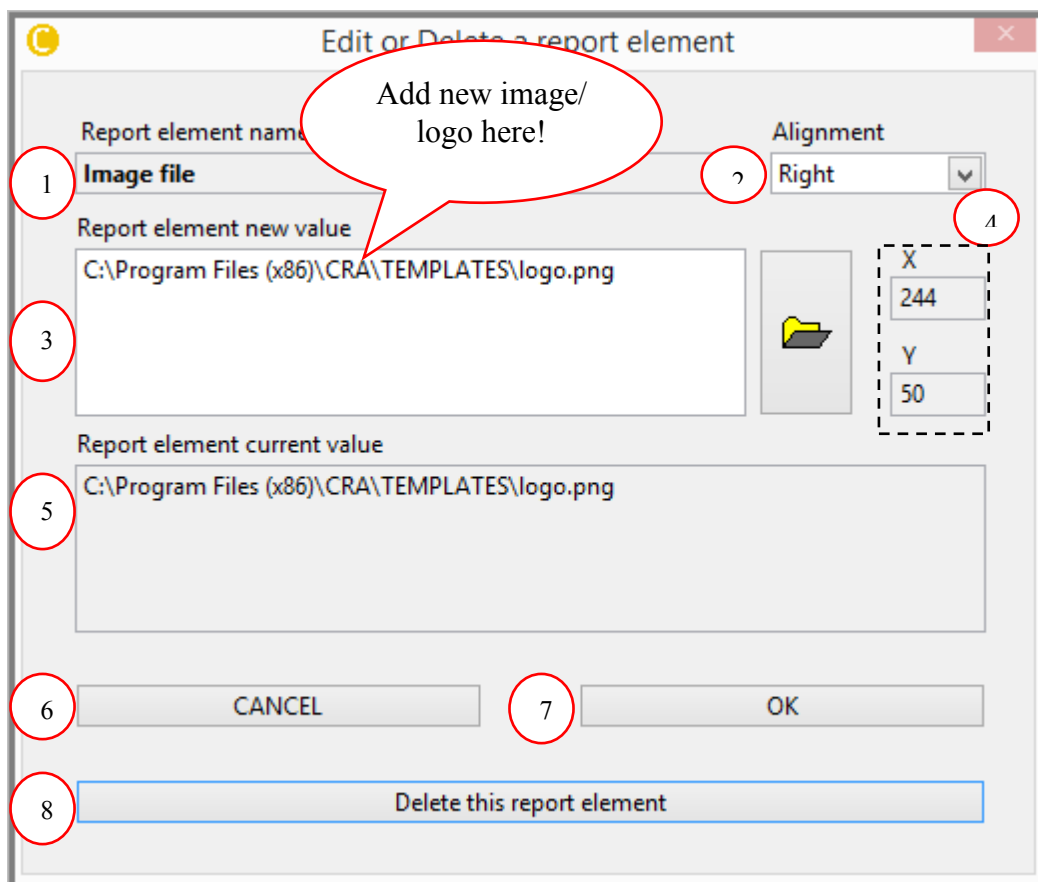 Edit or Delete a report element
Add new image/
logo here!
Report element name
Alignment
1
Image file
2
Right
4
Report element new value
C:\Program Files (x86)\CRA\TEMPLATES\logo.png
X
244
3
Y
50
Report element current value
C:\Program Files (x86)\CRA\TEMPLATES\logo.png
5
6
CANCEL
7
OK
8
Delete this report element